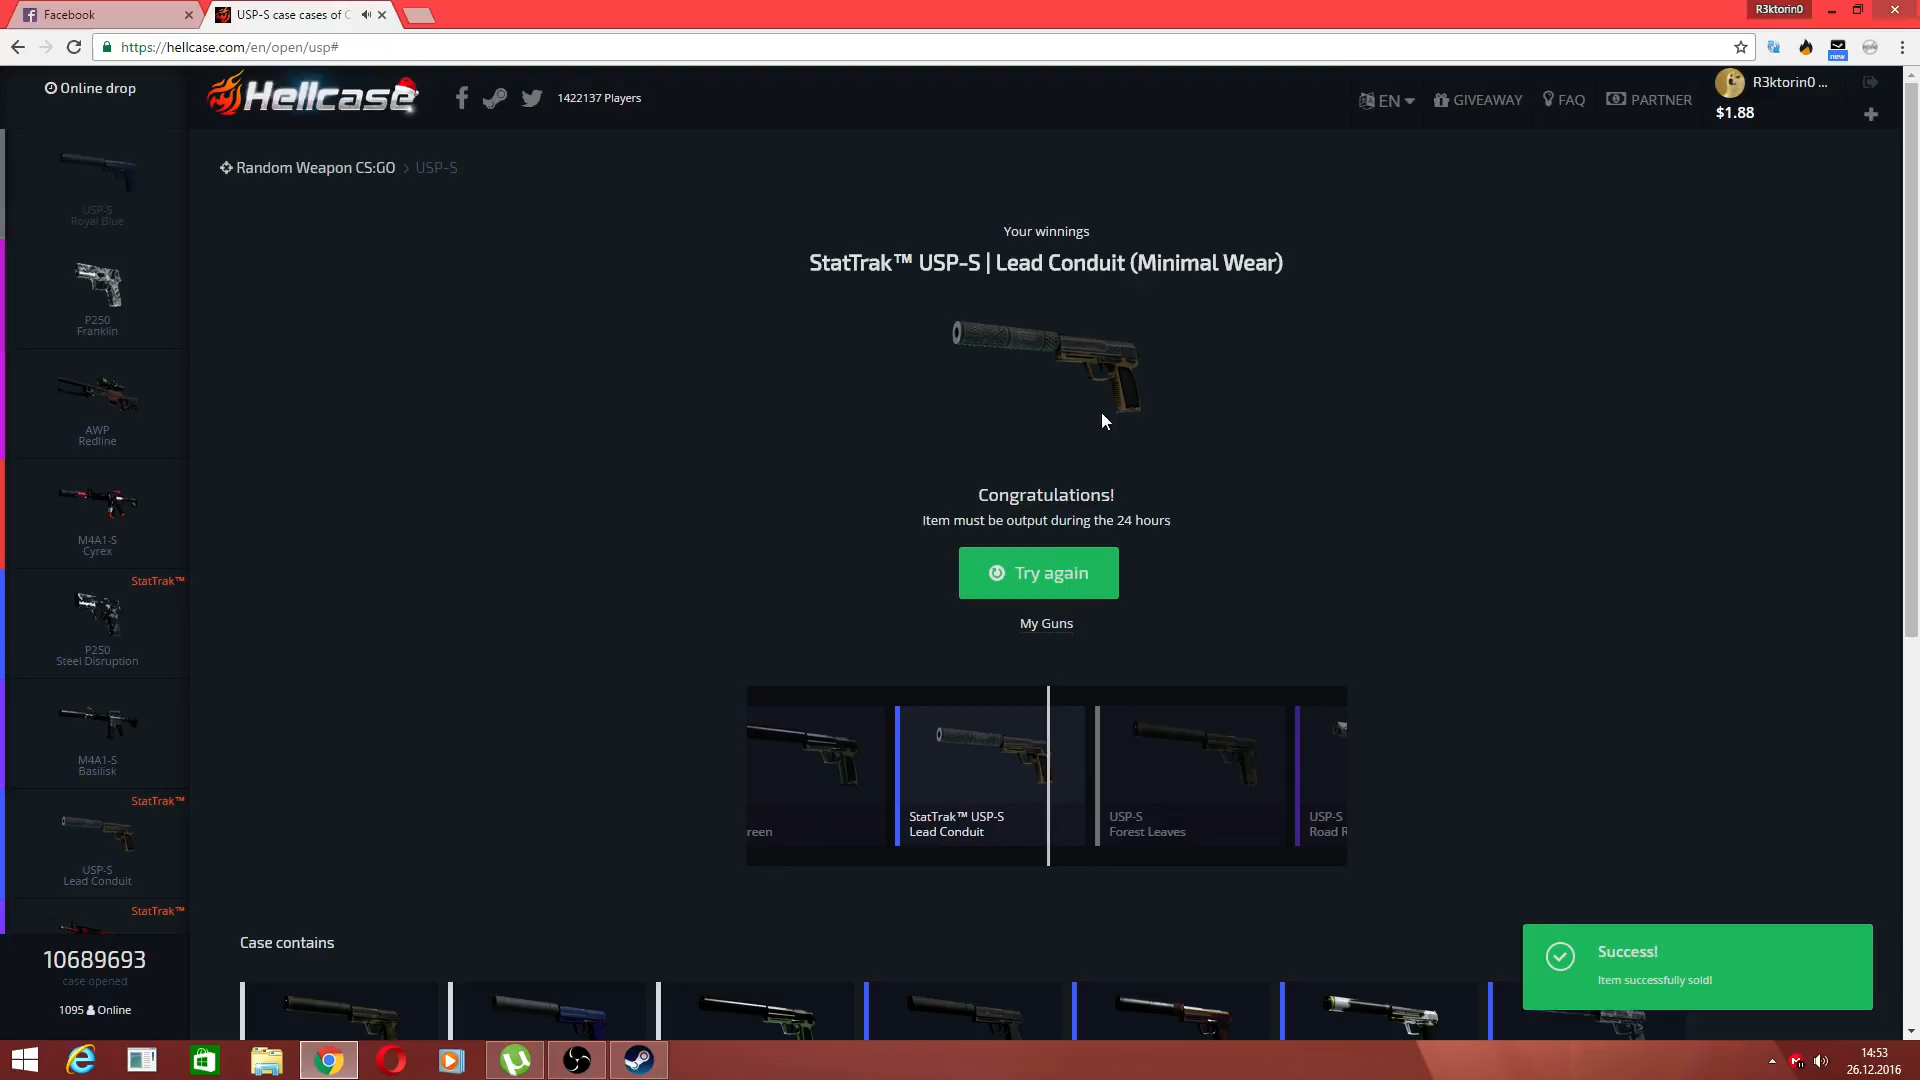 Facebook
USP-S case cases of C
R3ktorin0
https://hellcase.com/en/open/usp#
new
Online drop
Hellcase
1422137 Players
EN
GIVEAWAY
FAQ
PARTNER
R3ktorin0 ...
$1.88
Random Weapon CS:GO > USP-S
USP-S
Royal Blue
P250
Franklin
AWP
Redline
M4A1-S
Cyrex
StatTrak™
P250
Steel Disruption
M4A1-S
Basilisk
StatTrak™
USP-S
Lead Conduit
StatTrak™
10689693
case opened
1095 Online
Your winnings
StatTrak™ USP-S | Lead Conduit (Minimal Wear)
Congratulations!
Item must be output during the 24 hours
Try again
My Guns
reen
StatTrak™ USP-S
Lead Conduit
USP-S
Forest Leaves
USP-S
Road R
Case contains
Success!
Item successfully sold!
14:53
26.12.2016